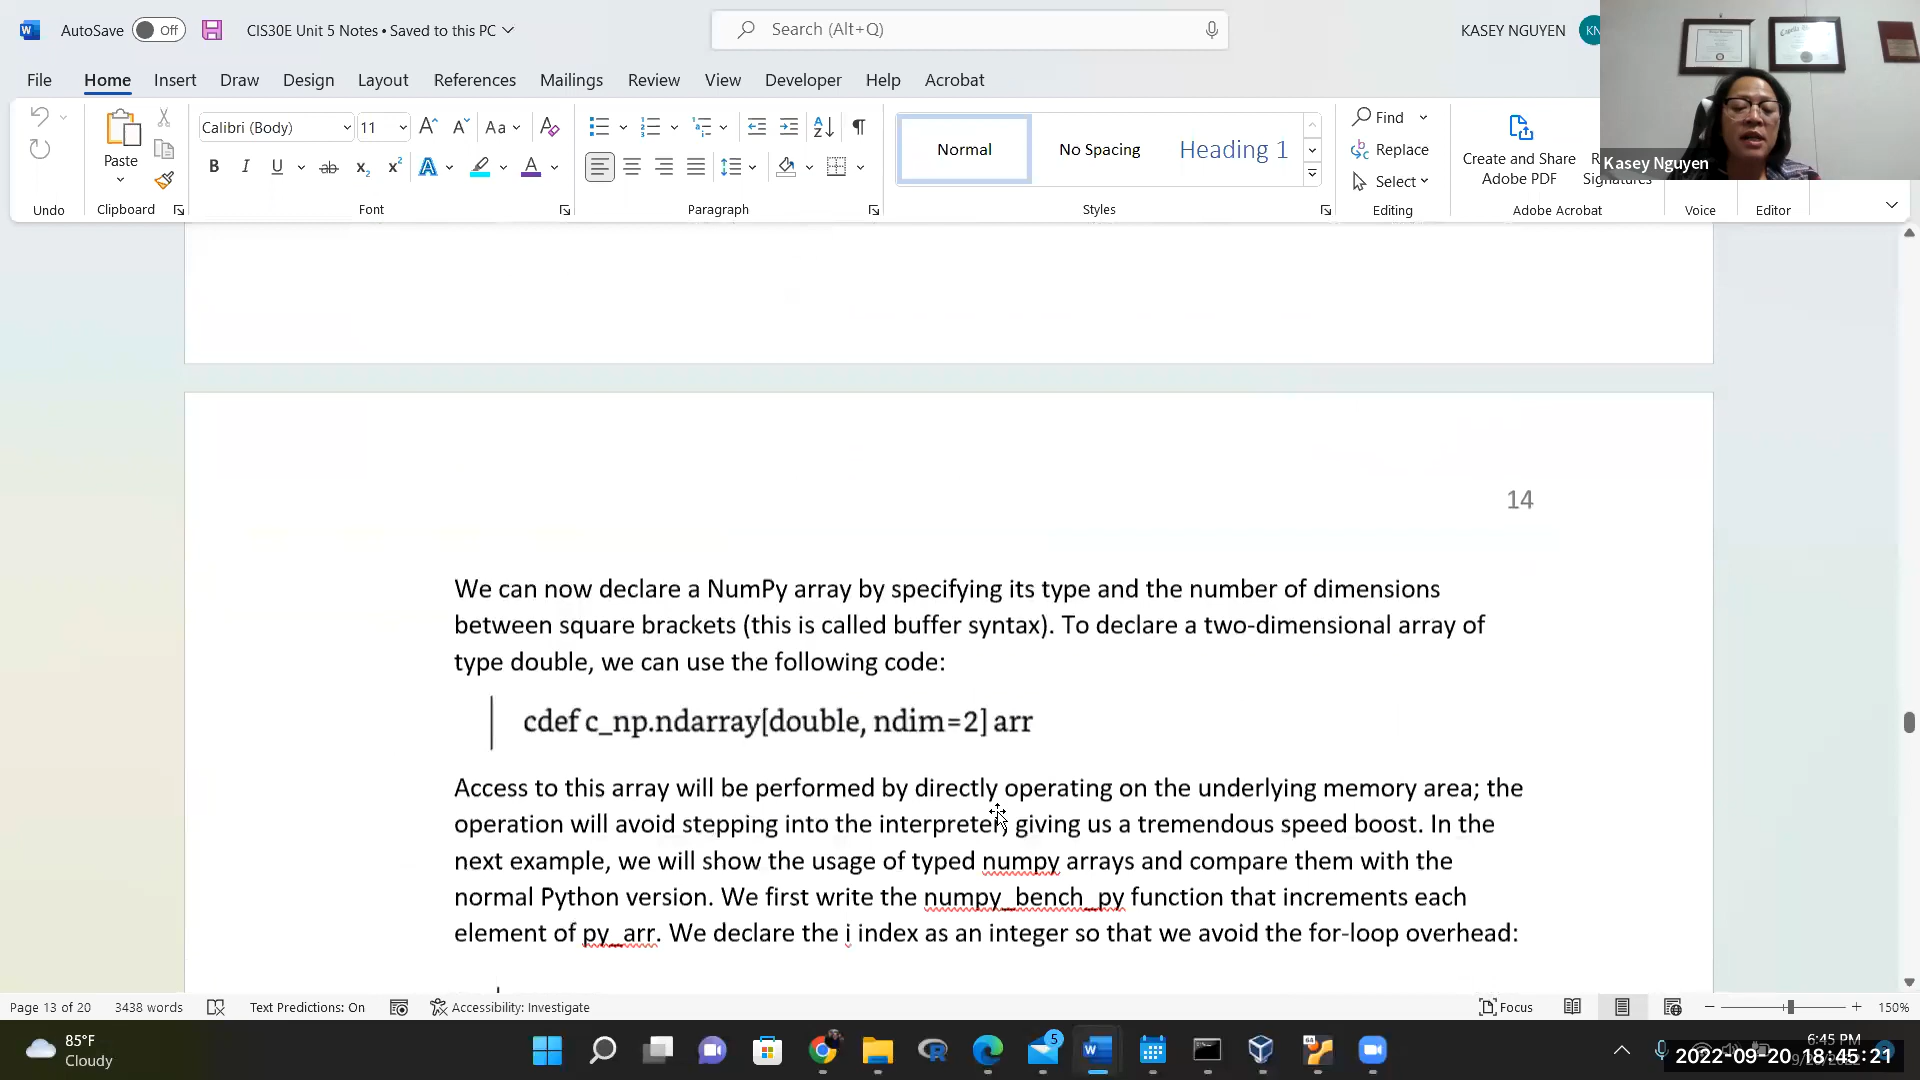 AutoSave Off CIS30E Unit 5 Notes • Saved to this PC Search (Alt+Q) KASEY NGUYEN KN
File Home Insert Draw Design Layout References Mailings Review View Developer Help Acrobat
Calibri (Body) 11 Aa
Paste
B I U ab x₂ x² A A
Normal No Spacing Heading 1
Find
Replace
Select
Create and Share
Adobe PDF
Signatures
Kasey Nguyen
Undo Clipboard Font Paragraph Styles Editing Adobe Acrobat Voice Editor
14
We can now declare a NumPy array by specifying its type and the number of dimensions
between square brackets (this is called buffer syntax). To declare a two-dimensional array of
type double, we can use the following code:
cdef c_np.ndarray[double, ndim=2] arr
Access to this array will be performed by directly operating on the underlying memory area; the
operation will avoid stepping into the interpreter, giving us a tremendous speed boost. In the
next example, we will show the usage of typed numpy arrays and compare them with the
normal Python version. We first write the numpy_bench_py function that increments each
element of py_arr. We declare the i index as an integer so that we avoid the for-loop overhead:
Page 13 of 20 3438 words Text Predictions: On Accessibility: Investigate Focus 150%
85°F
Cloudy
5
64
6:45 PM
2022-09-20 18:45:21